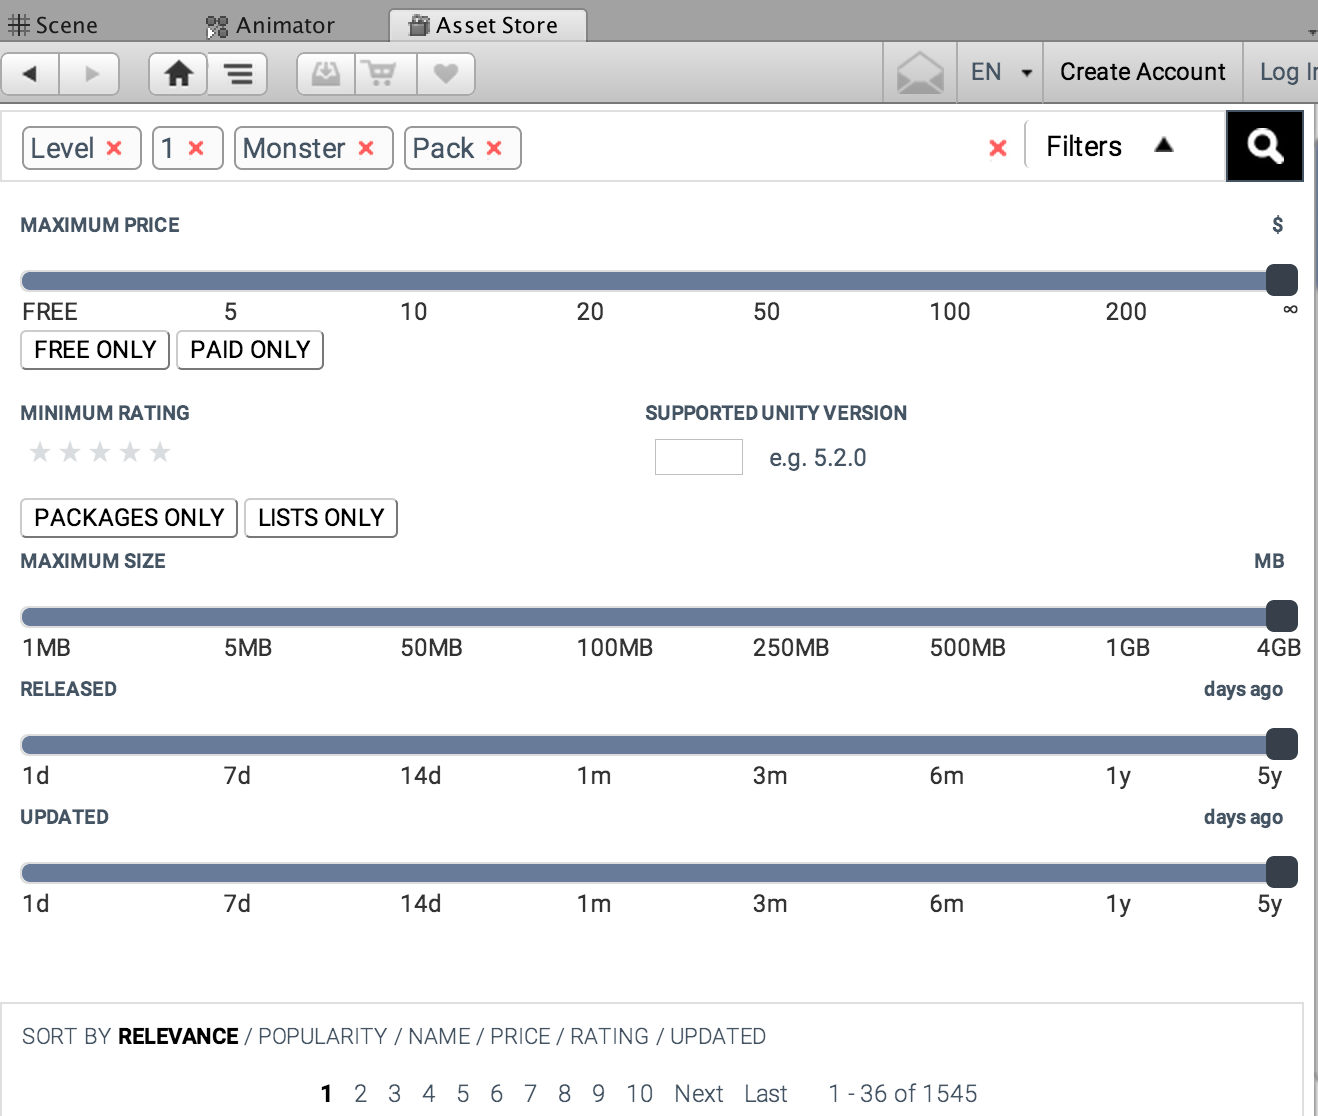 Scene Animator Asset Store
EN Create Account Log In
Level 1 Monster Pack Filters
MAXIMUM PRICE $
FREE 5 10 20 50 100 200 ∞
FREE ONLY PAID ONLY
MINIMUM RATING SUPPORTED UNITY VERSION
e.g. 5.2.0
PACKAGES ONLY LISTS ONLY
MAXIMUM SIZE MB
1MB 5MB 50MB 100MB 250MB 500MB 1GB 4GB
RELEASED days ago
1d 7d 14d 1m 3m 6m 1y 5y
UPDATED days ago
1d 7d 14d 1m 3m 6m 1y 5y
SORT BY RELEVANCE / POPULARITY / NAME / PRICE / RATING / UPDATED
1 2 3 4 5 6 7 8 9 10 Next Last 1 - 36 of 1545